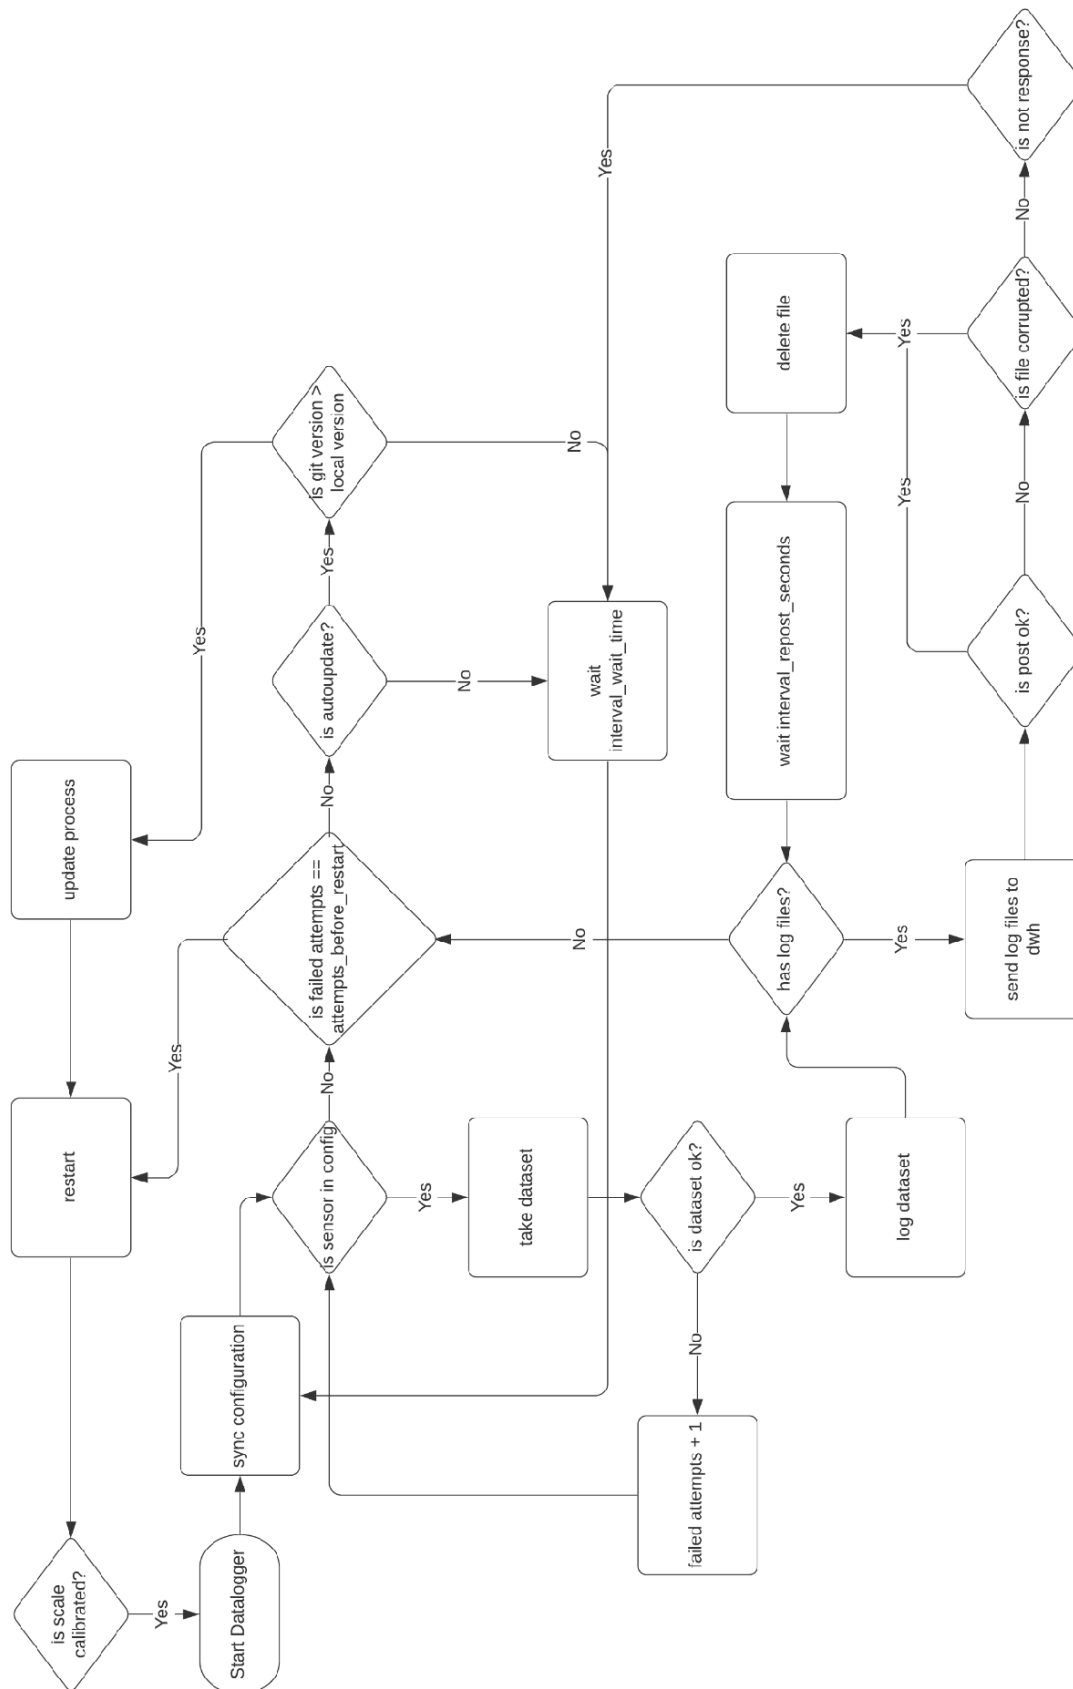 is scale
calibrated?
Yes
Start Datalogger
restart
update process
sync configuration
Yes
Yes
is sensor in config
No
is failed attempts ==
attempts_before_restart
No
is autoupdate?
Yes
is git version >
local version
Yes
take dataset
No
No
wait
interval_wait_time
Yes
failed attempts + 1
No
is dataset ok?
No
Yes
log dataset
has log files?
wait interval_repost_seconds
delete file
Yes
Yes
Yes
send log files to
dwh
is post ok?
No
is file corrupted?
No
is not response?